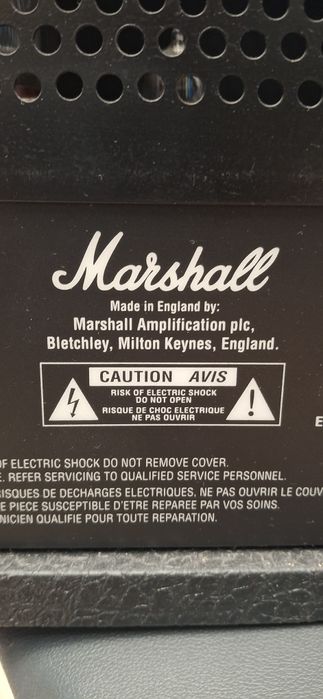 Marshall
Made in England by:
Marshall Amplification plc,
Bletchley, Milton Keynes, England.
CAUTION AVIS
RISK OF ELECTRIC SHOCK
DO NOT OPEN
RISQUE DE CHOC ELECTRIQUE
NE PAS OUVRIR
E
OF ELECTRIC SHOCK DO NOT REMOVE COVER.
E. REFER SERVICING TO QUALIFIED SERVICE PERSONNEL.
RISQUES DE DECHARGES ELECTRIQUES, NE PAS OUVRIR LE COUV
E PIECE SUSCEPTIBLE D'ETRE REPAREE PAR VOS SOINS.
NICIEN QUALIFIE POUR TOUTE REPARATION.